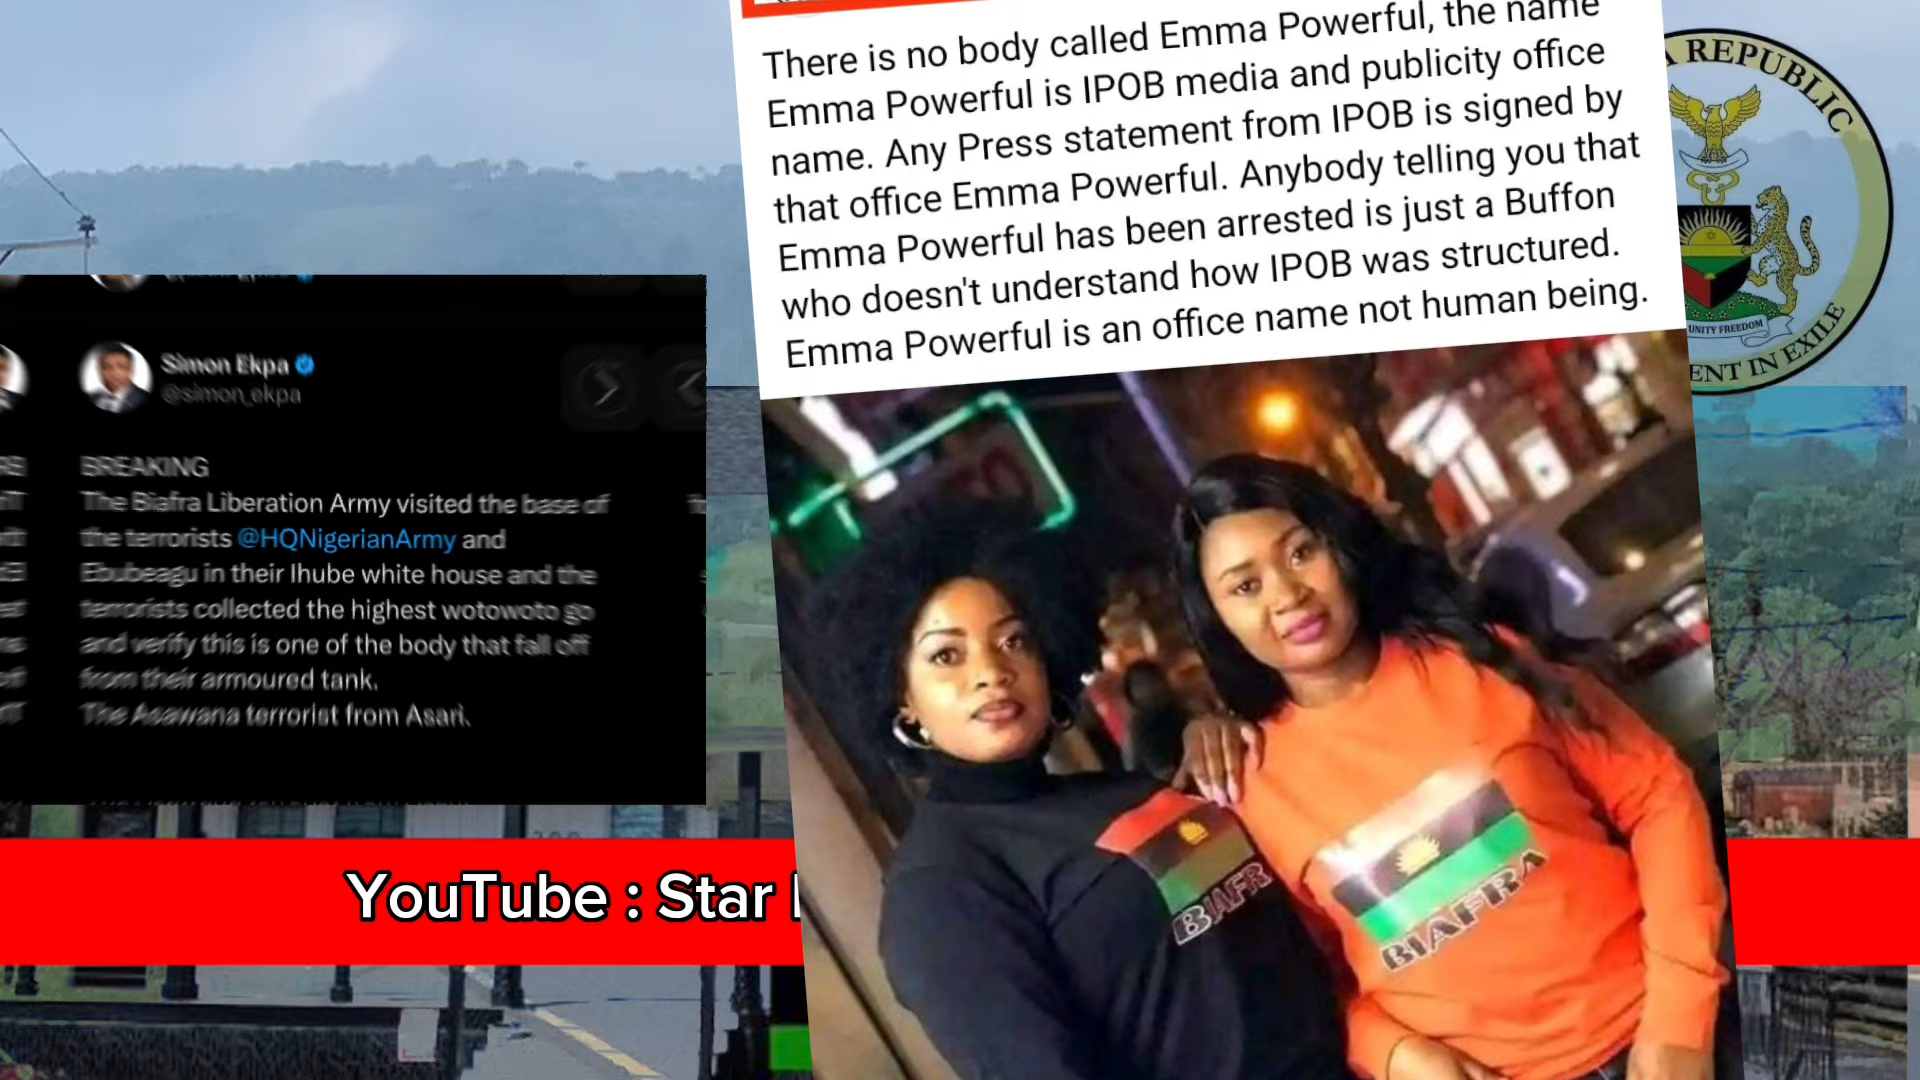 There is no body called Emma Powerful, the name
Emma Powerful is IPOB media and publicity office
name. Any Press statement from IPOB is signed by
that office Emma Powerful. Anybody telling you that
Emma Powerful has been arrested is just a Buffon
who doesn't understand how IPOB was structured.
Emma Powerful is an office name not human being.
REPUBLIC
UNITY FREEDOM
IN EXILE
Simon Ekpa
@simon_ekpa
BREAKING
The Biafra Liberation Army visited the base of
the terrorists @HQNigerianArmy and
Ebubeagu in their Ihube white house and the
terrorists collected the highest wotowoto go
and verify this is one of the body that fall off
from their armoured tank.
The Asawana terrorist from Asari.
BIAFR
BIAFRA
YouTube : Star